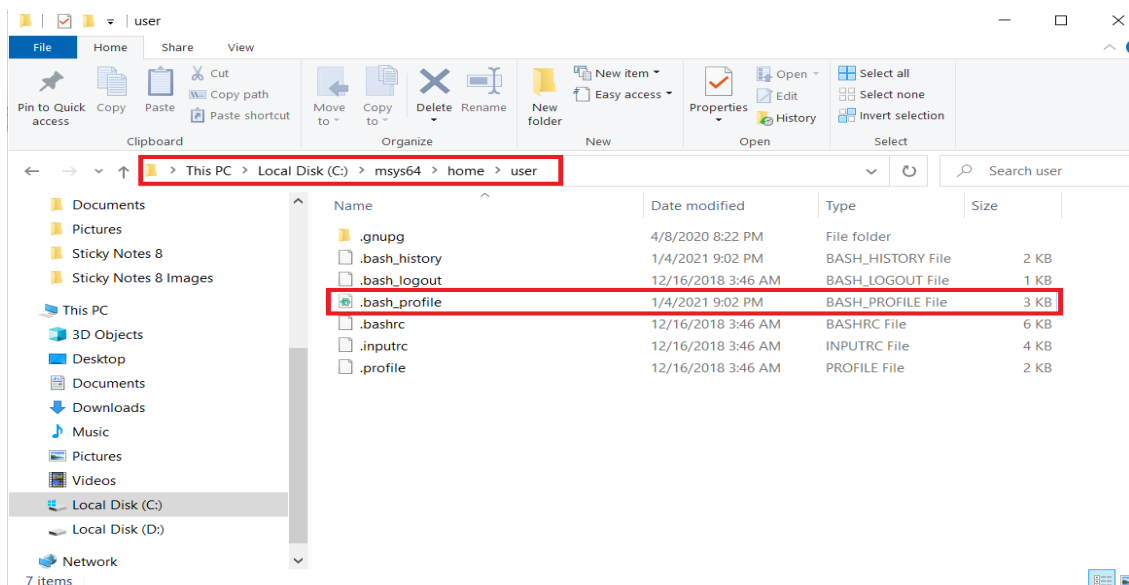 user
File Home Share View
Pin to Quick access
Copy
Paste
Cut
Copy path
Paste shortcut
Clipboard
Move to
Copy to
Delete
Rename
Organize
New folder
New item
Easy access
New
Properties
Open
Edit
History
Open
Select all
Select none
Invert selection
Select
This PC > Local Disk (C:) > msys64 > home > user
Search user
Documents
Pictures
Sticky Notes 8
Sticky Notes 8 Images
This PC
3D Objects
Desktop
Documents
Downloads
Music
Pictures
Videos
Local Disk (C:)
Local Disk (D:)
Network
Name Date modified Type Size
.gnupg 4/8/2020 8:22 PM File folder
.bash_history 1/4/2021 9:02 PM BASH_HISTORY File 2 KB
.bash_logout 12/16/2018 3:46 AM BASH_LOGOUT File 1 KB
.bash_profile 1/4/2021 9:02 PM BASH_PROFILE File 3 KB
.bashrc 12/16/2018 3:46 AM BASHRC File 6 KB
.inputrc 12/16/2018 3:46 AM INPUTRC File 4 KB
.profile 12/16/2018 3:46 AM PROFILE File 2 KB
7 items